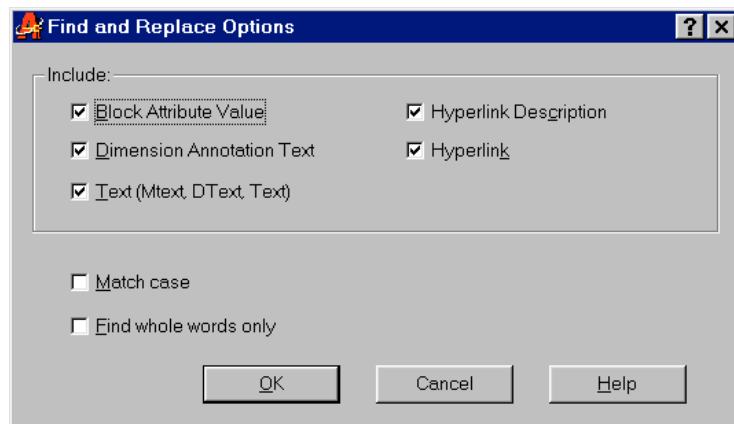 Find and Replace Options
Include:
Block Attribute Value
Hyperlink Description
Dimension Annotation Text
Hyperlink
Text (Mtext, DText, Text)
Match case
Find whole words only
OK
Cancel
Help